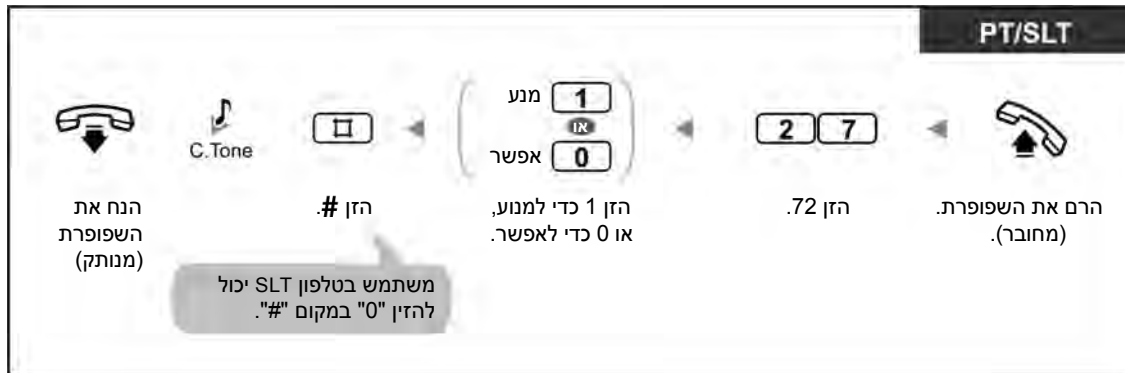 PT/SLT
2 7
1 מנע
או
0 אפשר
⌗
C.Tone
הרם את השפופרת.
(מחובר).
הזן 72.
הזן 1 כדי למנוע,
או 0 כדי לאפשר.
הזן #.
הנח את
השפופרת
(מנותק)
משתמש בטלפון SLT יכול
להזין "0" במקום "#".